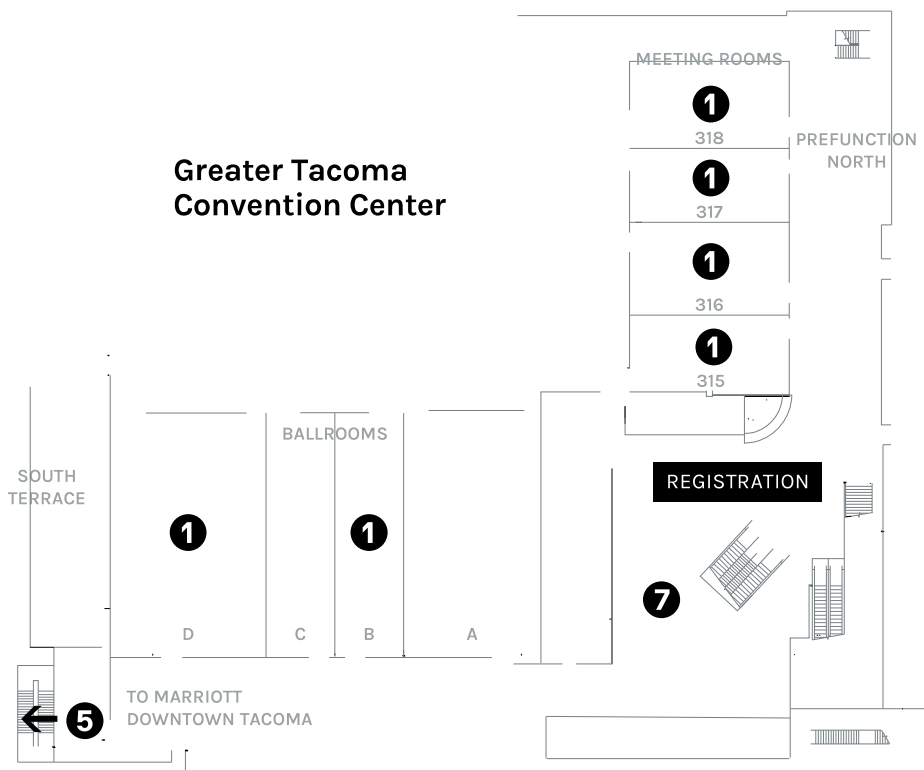 MEETING ROOMS
1
318
PREFUNCTION
NORTH
Greater Tacoma
Convention Center
1
317
1
316
1
315
BALLROOMS
SOUTH
TERRACE
REGISTRATION
1
1
7
D
C
B
A
TO MARRIOTT
DOWNTOWN TACOMA
5